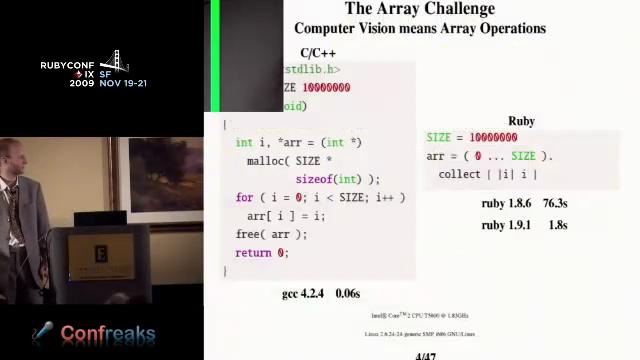 RUBYCONF
IX SF
2009 NOV 19-21
The Array Challenge
Computer Vision means Array Operations
C/C++
stdlib.h>
ZE 10000000
oid)
{
int i, *arr = (int *)
malloc( SIZE *
sizeof(int) );
for ( i = 0; i < SIZE; i++ )
arr[ i ] = i;
free( arr );
return 0;
}
gcc 4.2.4 0.06s
Ruby
SIZE = 10000000
arr = ( 0 ... SIZE ).
collect { |i| i }
ruby 1.8.6 76.3s
ruby 1.9.1 1.8s
Intel® Core™2 CPU T5600 @ 1.83GHz
Linux 2.6.24-24-generic SMP i686 GNU/Linux
4/47
Confreaks